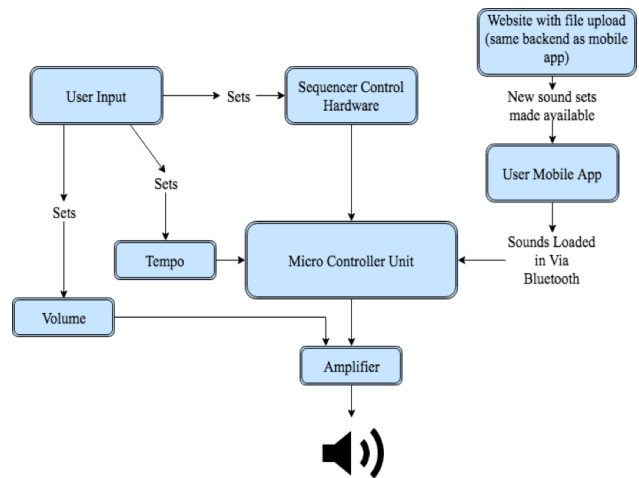 Website with file upload
(same backend as mobile
app)
User Input
Sets
Sequencer Control
Hardware
New sound sets
made available
User Mobile App
Sets
Sets
Sounds Loaded
in Via
Bluetooth
Tempo
Micro Controller Unit
Volume
Amplifier